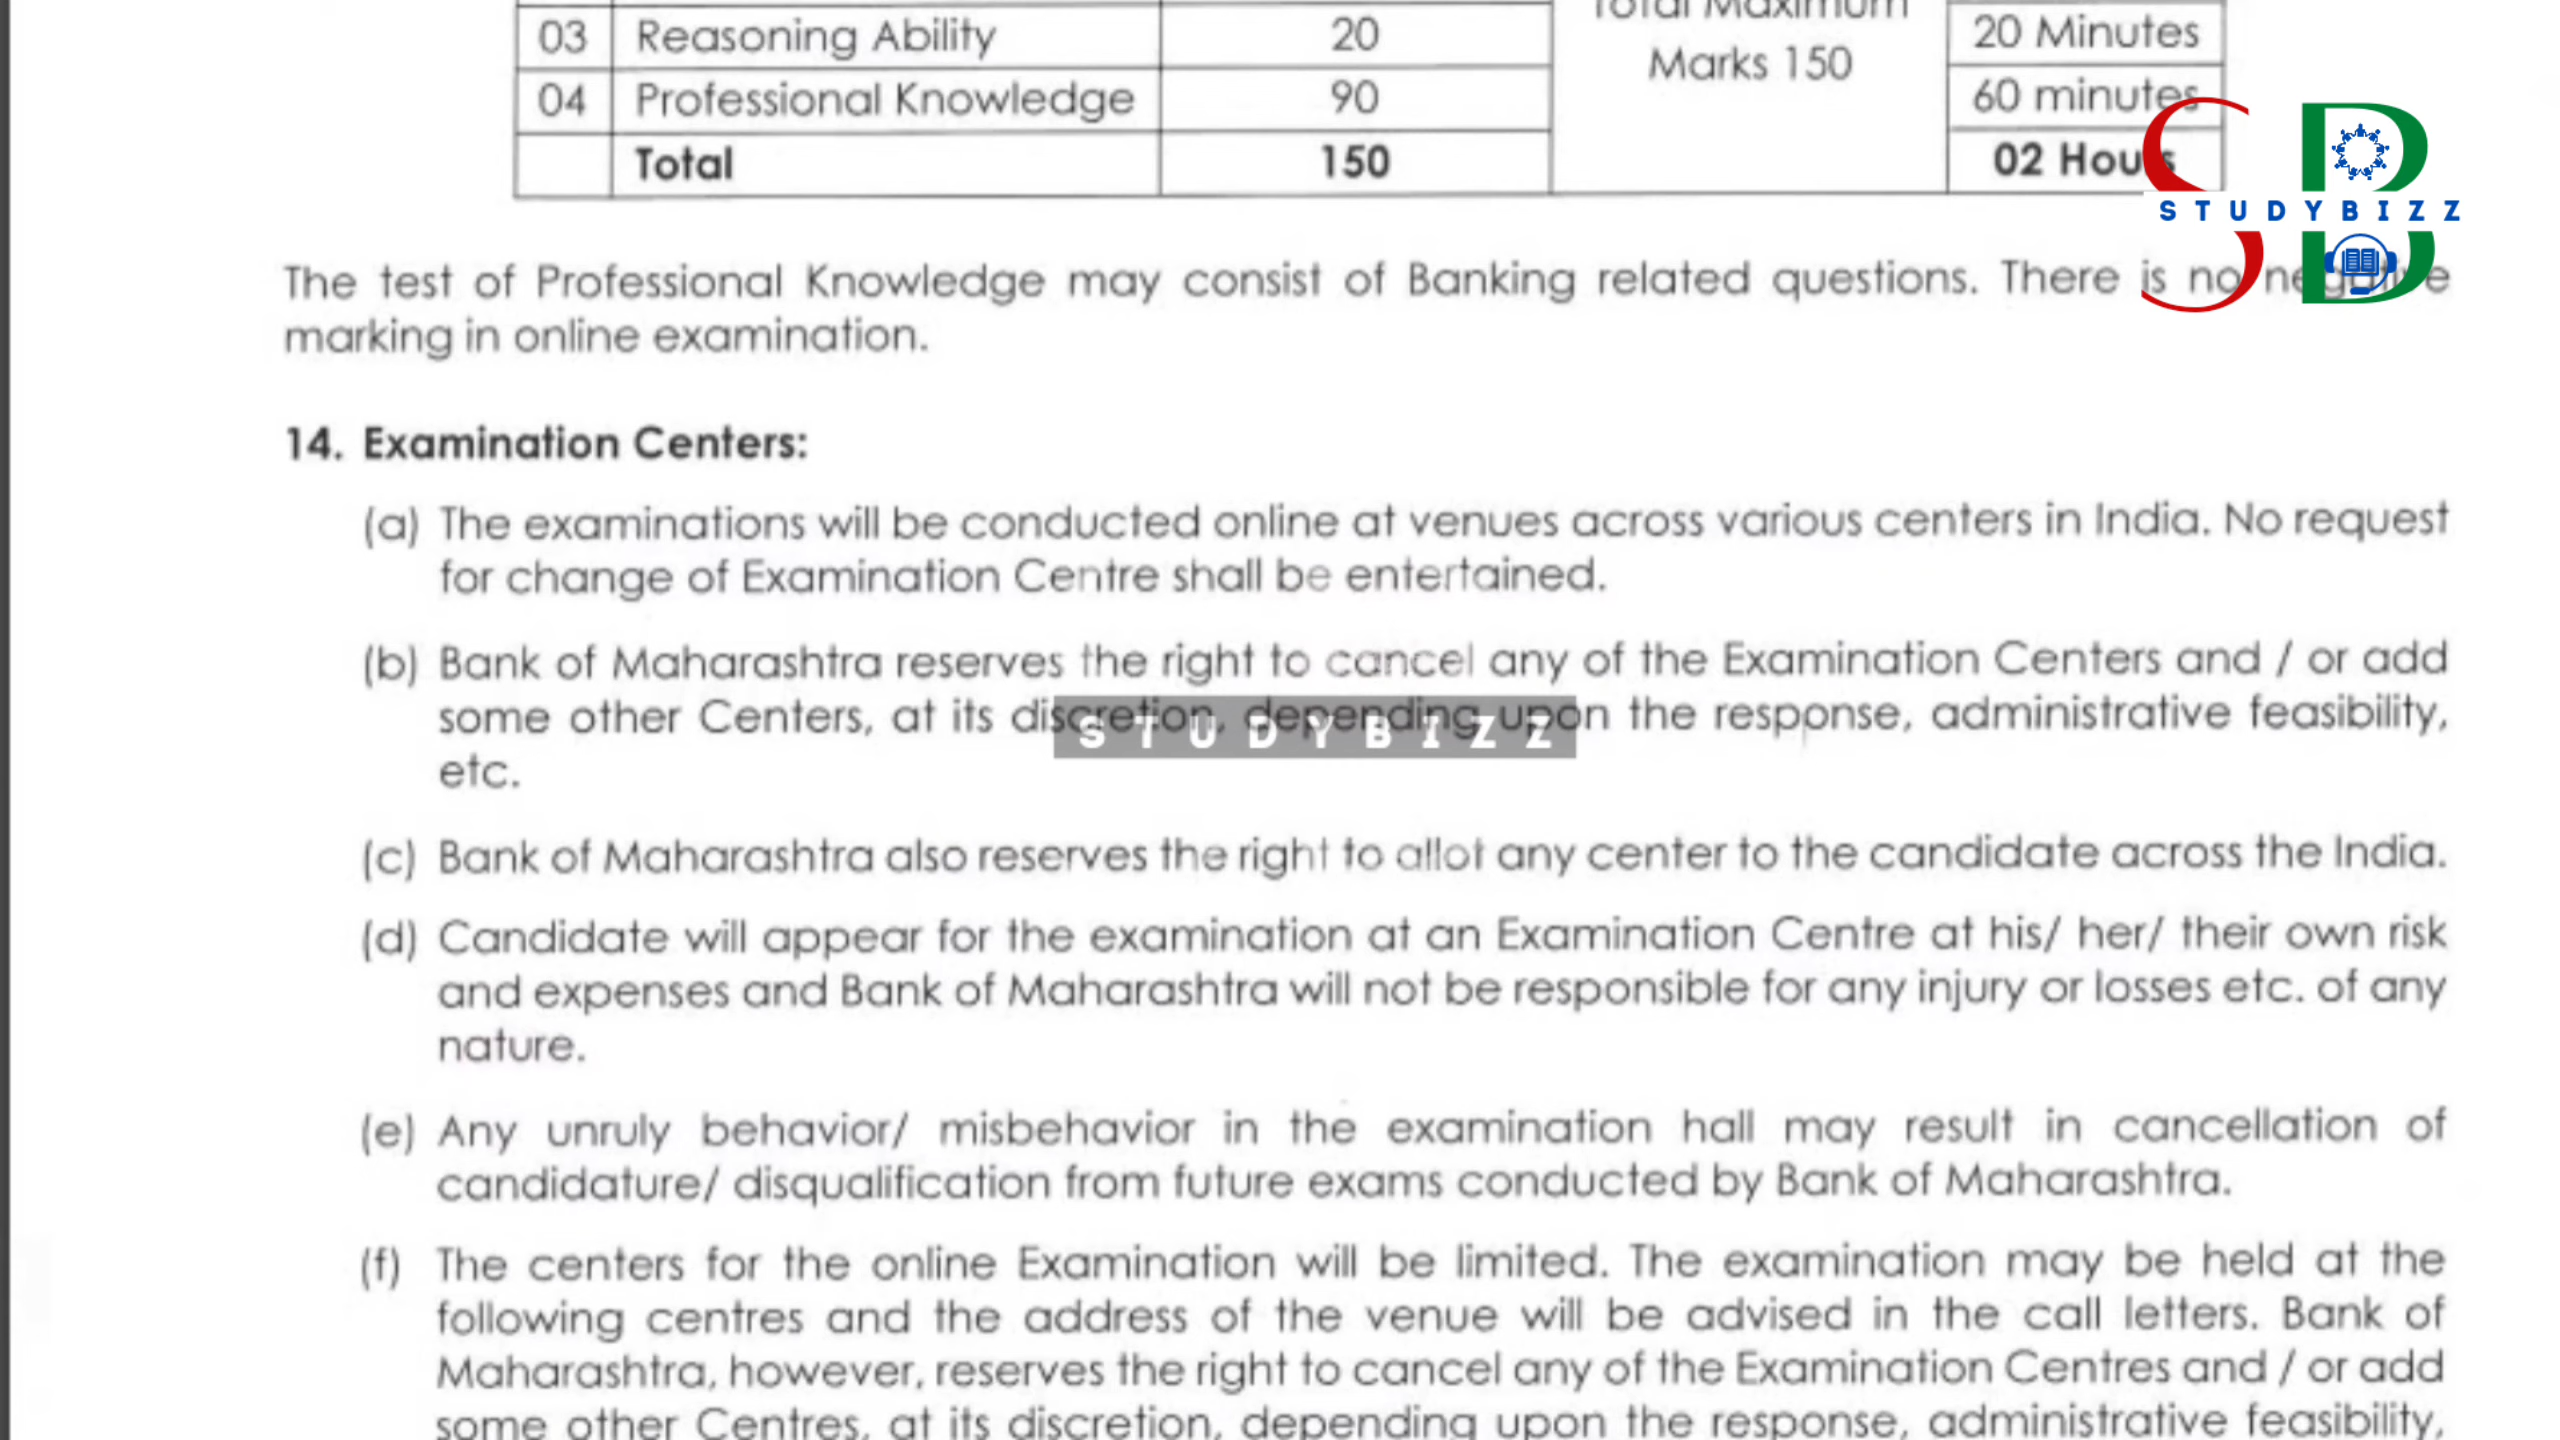 Total Maximum
03 Reasoning Ability 20 20 Minutes
Marks 150
04 Professional Knowledge 90 60 minutes
Total 150 02 Hours
STUDYBIZZ
The test of Professional Knowledge may consist of Banking related questions. There is no negative
marking in online examination.
14. Examination Centers:
(a) The examinations will be conducted online at venues across various centers in India. No request
for change of Examination Centre shall be entertained.
(b) Bank of Maharashtra reserves the right to cancel any of the Examination Centers and / or add
some other Centers, at its discretion, depending upon the response, administrative feasibility,
STUDYBIZZ
etc.
(c) Bank of Maharashtra also reserves the right to allot any center to the candidate across the India.
(d) Candidate will appear for the examination at an Examination Centre at his/ her/ their own risk
and expenses and Bank of Maharashtra will not be responsible for any injury or losses etc. of any
nature.
(e) Any unruly behavior/ misbehavior in the examination hall may result in cancellation of
candidature/ disqualification from future exams conducted by Bank of Maharashtra.
(f) The centers for the online Examination will be limited. The examination may be held at the
following centres and the address of the venue will be advised in the call letters. Bank of
Maharashtra, however, reserves the right to cancel any of the Examination Centres and / or add
some other Centres, at its discretion, depending upon the response, administrative feasibility,